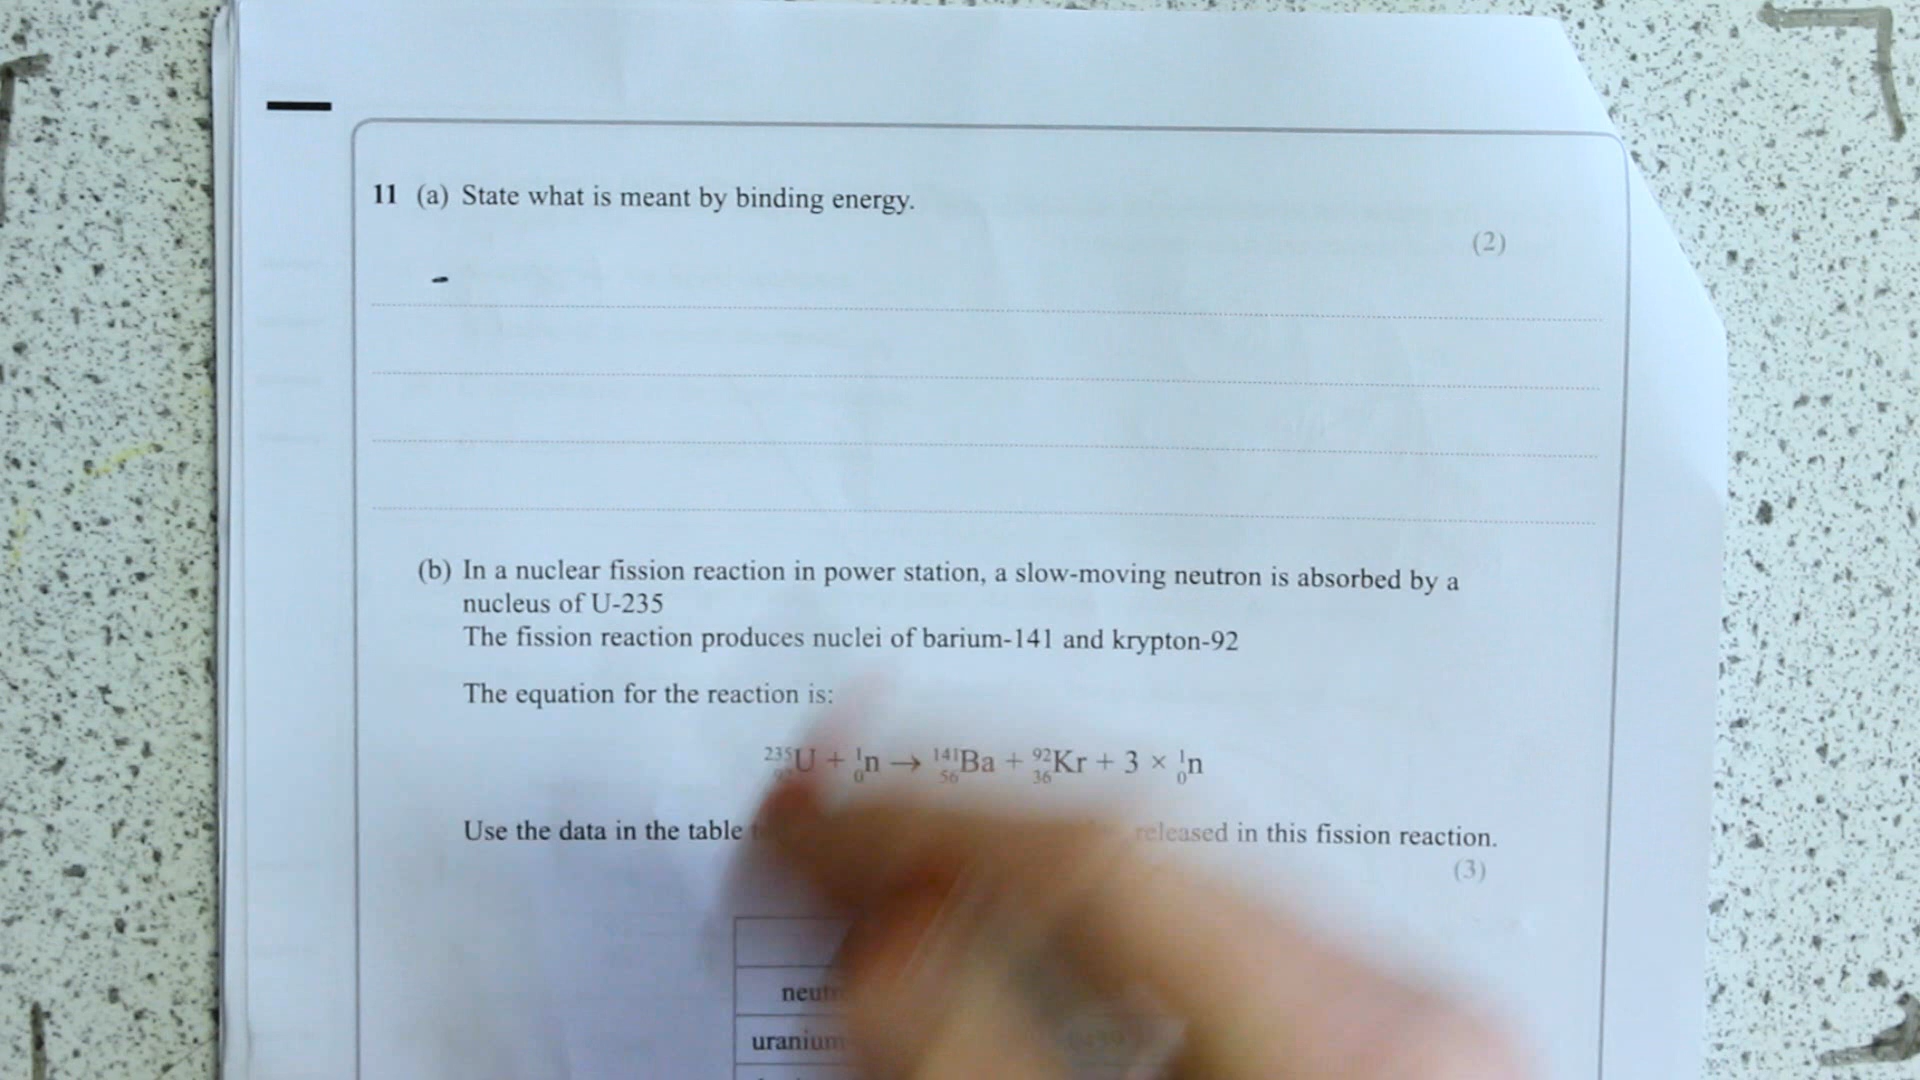 11 (a) State what is meant by binding energy.
(2)
(b) In a nuclear fission reaction in power station, a slow-moving neutron is absorbed by a
nucleus of U-235
The fission reaction produces nuclei of barium-141 and krypton-92
The equation for the reaction is:
²³⁵U + ¹₀n → ¹⁴¹₅₆Ba + ⁹²₃₆Kr + 3 × ¹₀n
Use the data in the table released in this fission reaction.
(3)
uranium